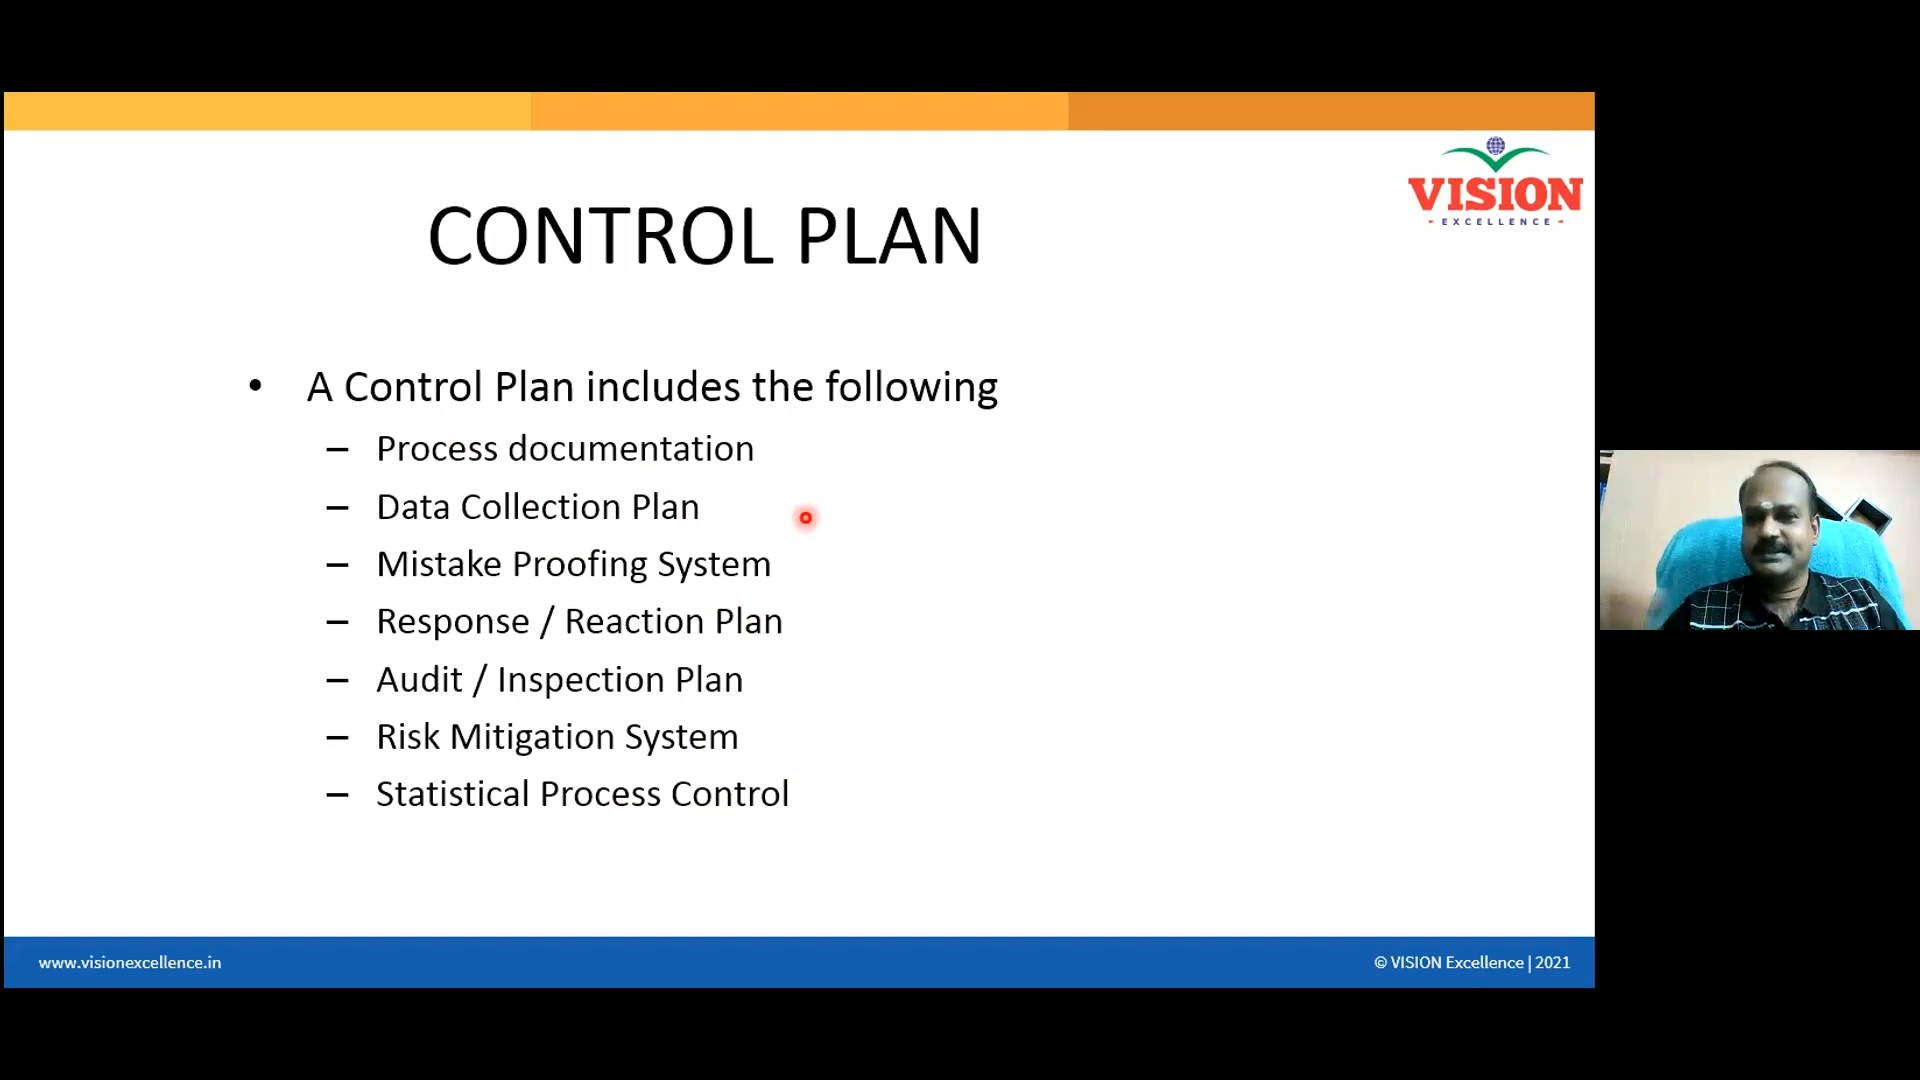 VISION
EXCELLENCE
CONTROL PLAN
• A Control Plan includes the following
– Process documentation
– Data Collection Plan
– Mistake Proofing System
– Response / Reaction Plan
– Audit / Inspection Plan
– Risk Mitigation System
– Statistical Process Control
www.visionexcellence.in
© VISION Excellence | 2021